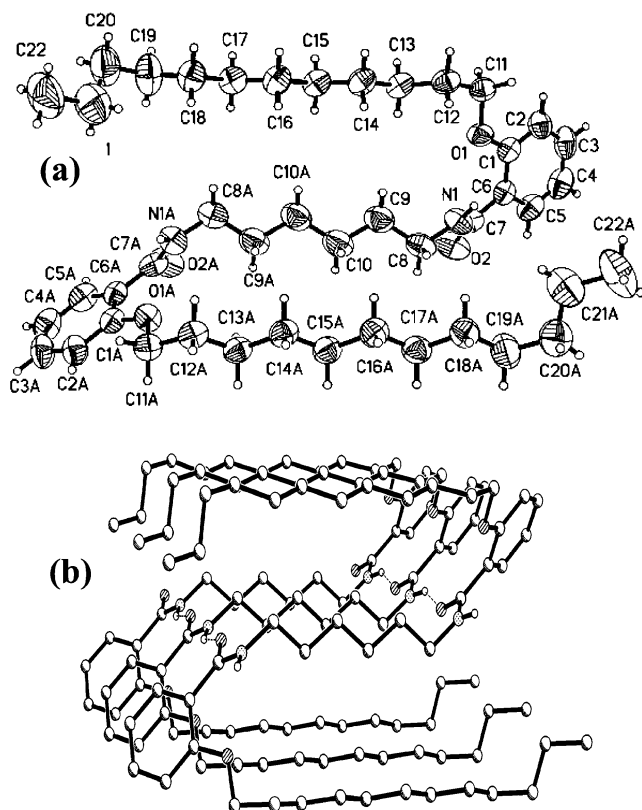 C20
C22 C19 C17 C15 C13
C11
C18 C16 C14 C12 C2
1 O1 C3
(a) C1
C10A C4
C8A C9 N1 C6
N1A C5
C7A C7 C22A
C6A C10 C8 O2
C5A O2A C9A
C4A O1A
C13A C15A C17A C19A C21A
C1A
C3A C2A C12A C14A C16A C18A C20A
C11A
(b)